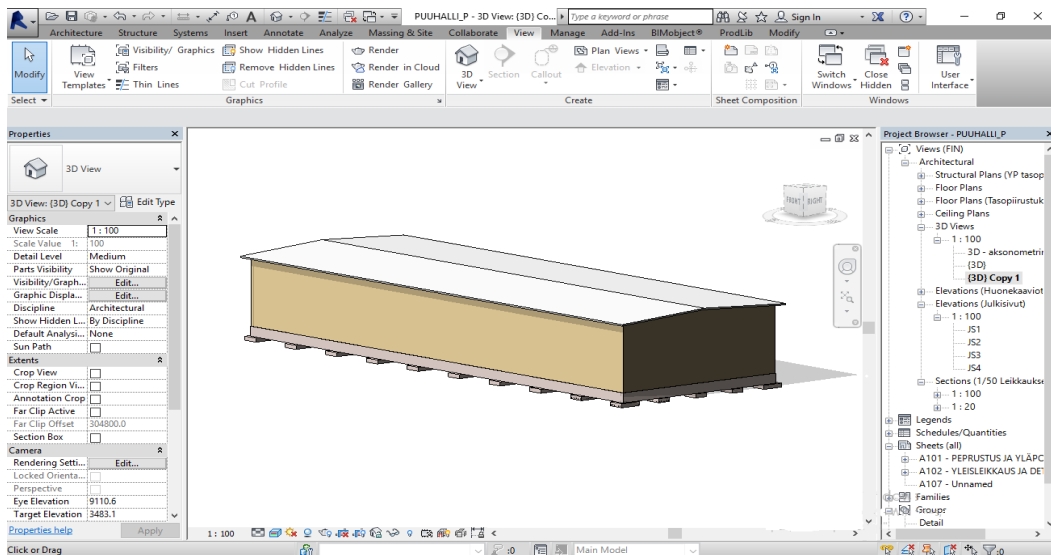 PUUHALLI_P - 3D View: {3D} Co...
Type a keyword or phrase
Sign In
Architecture Structure Systems Insert Annotate Analyze Massing & Site Collaborate View Manage Add-Ins BIMobject® ProdLib Modify
Modify
View Templates
Visibility/ Graphics
Filters
Thin Lines
Show Hidden Lines
Remove Hidden Lines
Cut Profile
Render
Render in Cloud
Render Gallery
3D View
Section
Callout
Plan Views
Elevation
Switch Windows
Close Hidden
User Interface
Select
Graphics
Create
Sheet Composition
Windows
Properties
3D View
3D View: {3D} Copy 1
Edit Type
Graphics
View Scale 1 : 100
Scale Value 1: 100
Detail Level Medium
Parts Visibility Show Original
Visibility/Graph... Edit...
Graphic Displa... Edit...
Discipline Architectural
Show Hidden L... By Discipline
Default Analysi... None
Sun Path
Extents
Crop View
Crop Region Vi...
Annotation Crop
Far Clip Active
Far Clip Offset 304800.0
Section Box
Camera
Rendering Setti... Edit...
Locked Orienta...
Perspective
Eye Elevation 9110.6
Target Elevation 3483.1
Properties help
Apply
FRONT RIGHT
1 : 100
Project Browser - PUUHALLI_P
Views (FIN)
Architectural
Structural Plans (YP tasop
Floor Plans
Floor Plans (Tasopiirustuk
Ceiling Plans
3D Views
1 : 100
3D - aksonometrir
{3D}
{3D} Copy 1
Elevations (Huonekaaviot
Elevations (Julkisivut)
1 : 100
JS1
JS2
JS3
JS4
Sections (1/50 Leikkaukse
1 : 100
1 : 20
Legends
Schedules/Quantities
Sheets (all)
A101 - PEPRUSTUS JA YLÄPC
A102 - YLEISLEIKKAUS JA DE
A107 - Unnamed
Families
Groups
Detail
Click or Drag
:0
Main Model
:0